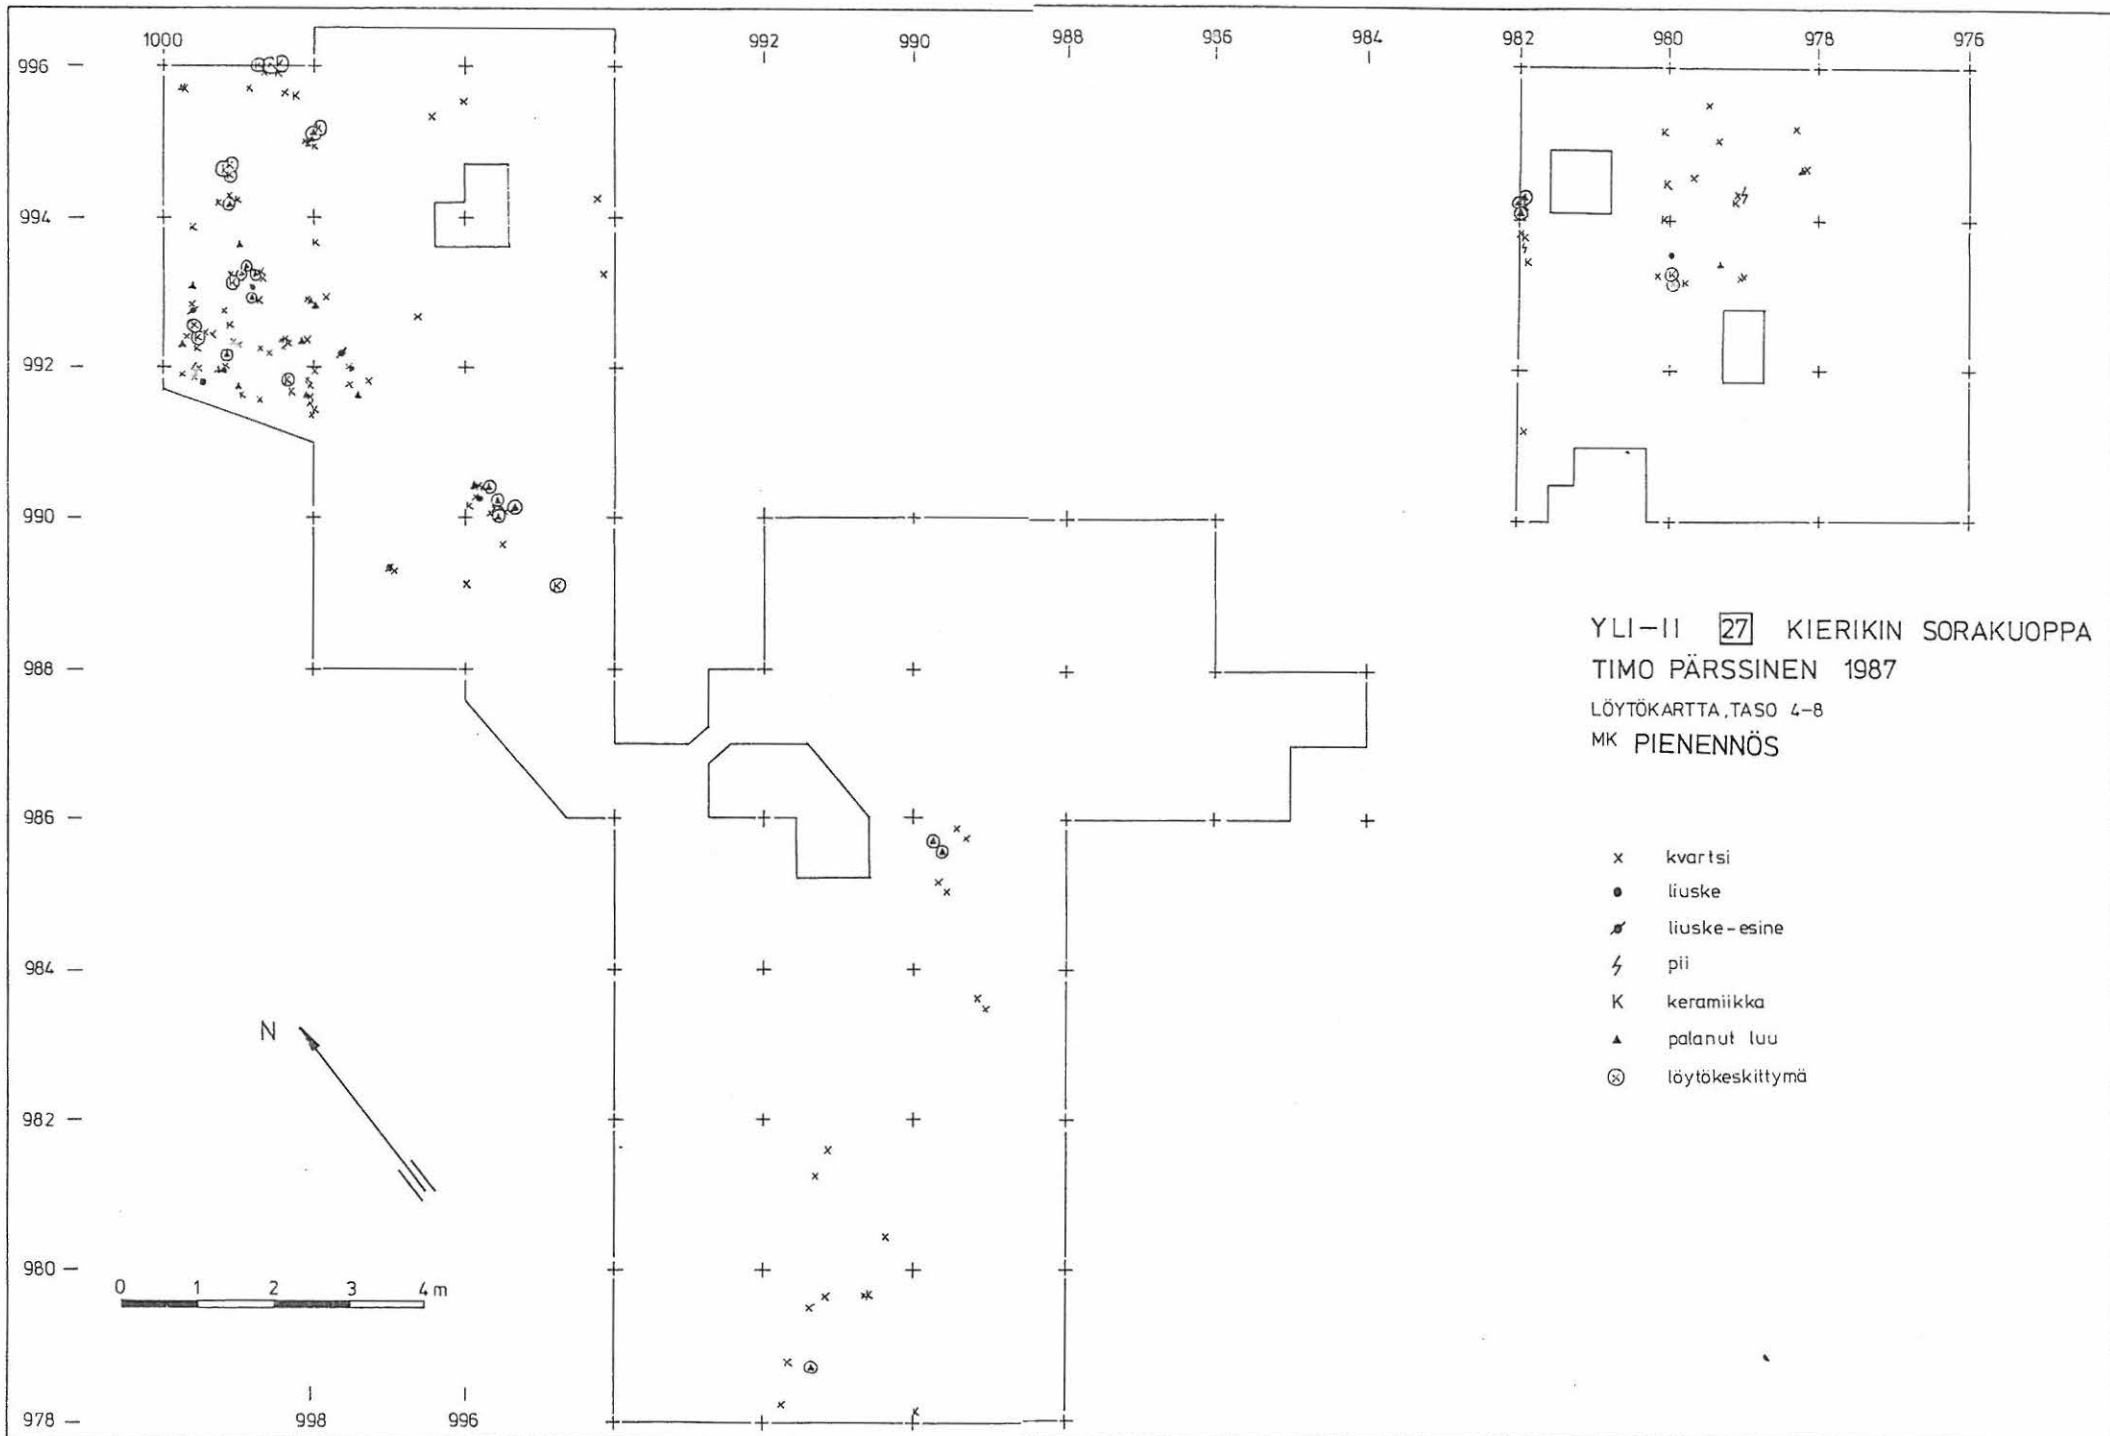 1000 992 990 988 936 984 982 980 978 976
996
994
992
990
988
986
984
982
980
978
998 996
YLI-II 27 KIERIKIN SORAKUOPPA
TIMO PÄRSSINEN 1987
LÖYTÖKARTTA, TASO 4-8
MK PIENENNÖS
x kvartsi
liuske
liuske-esine
pii
K keramiikka
palanut luu
löytökeskittymä
N
0 1 2 3 4 m